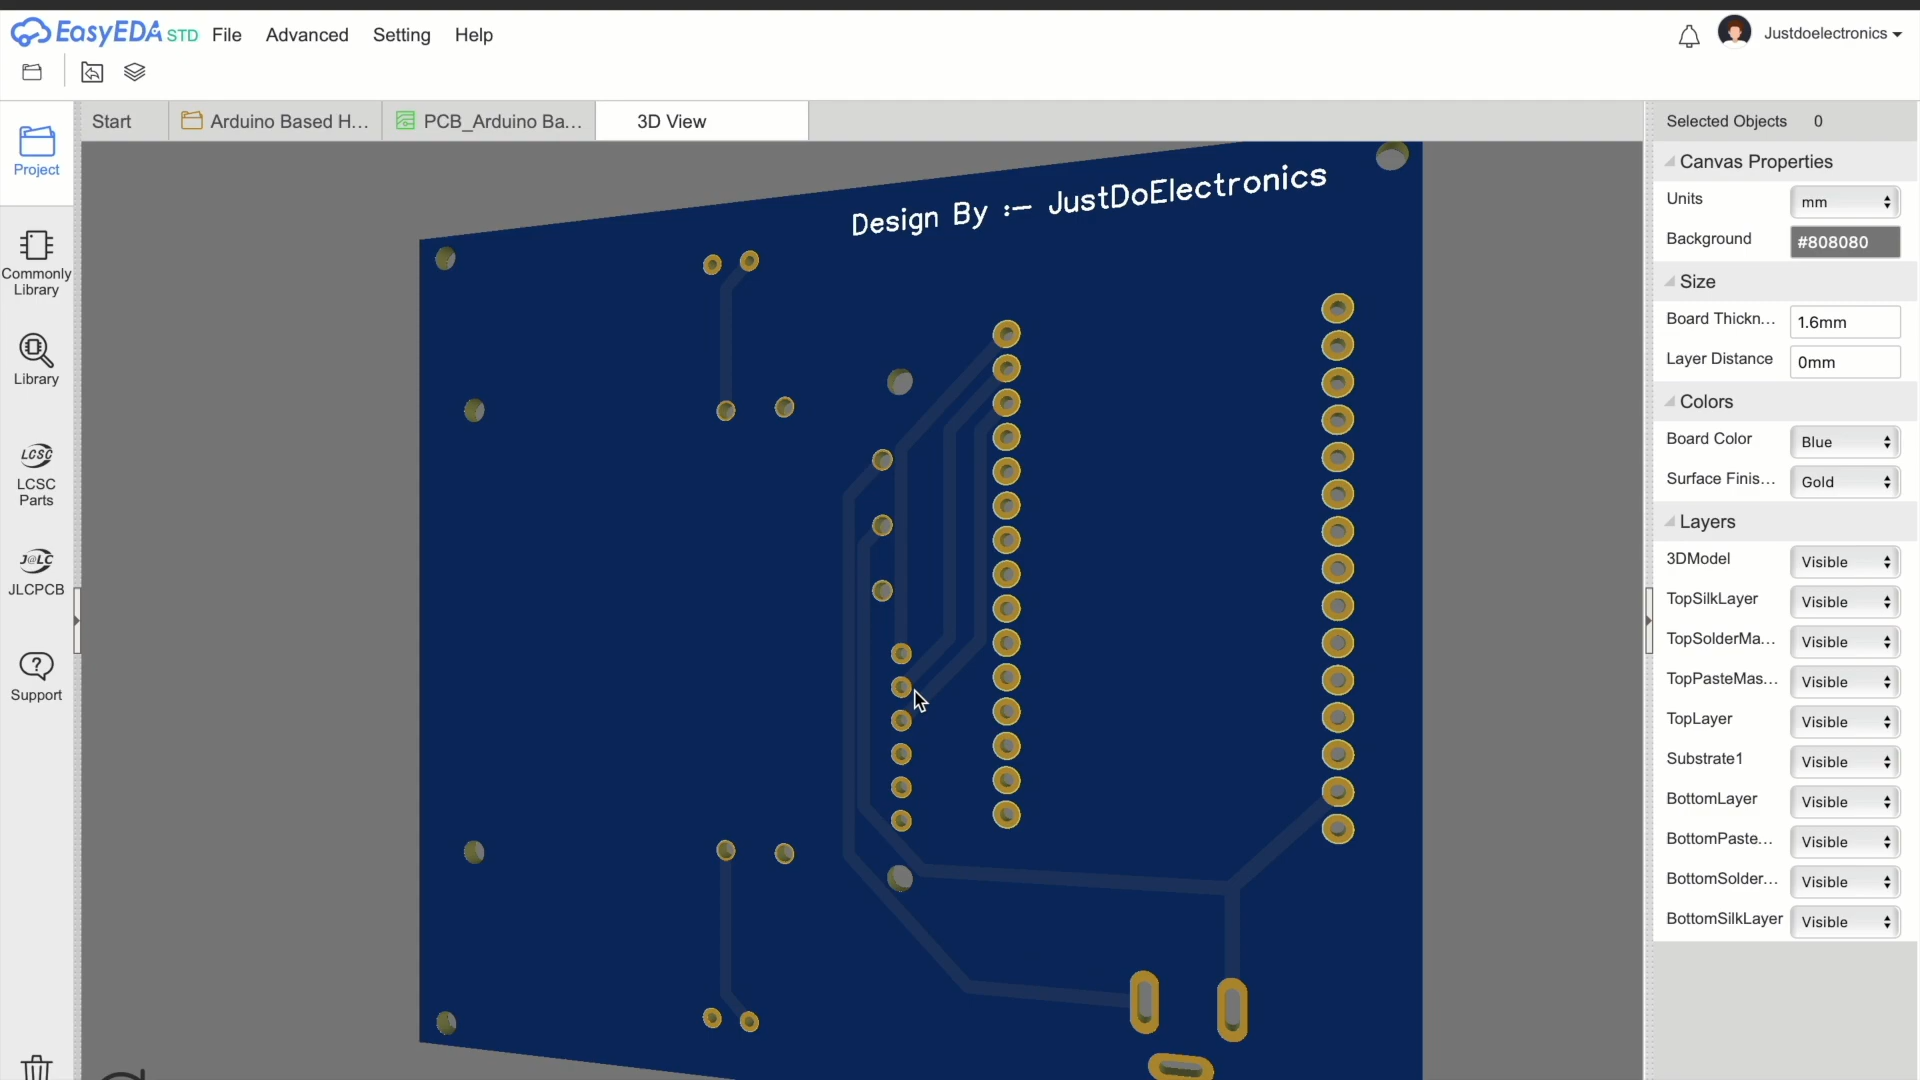 EasyEDA STD File Advanced Setting Help
Justdoelectronics
Start Arduino Based H... PCB_Arduino Ba... 3D View
Project
Commonly
Library
Library
LCSC
LCSC
Parts
J@LC
JLCPCB
Support
Design By :- JustDoElectronics
Selected Objects 0
Canvas Properties
Units mm
Background #808080
Size
Board Thickn... 1.6mm
Layer Distance 0mm
Colors
Board Color Blue
Surface Finis... Gold
Layers
3DModel Visible
TopSilkLayer Visible
TopSolderMa... Visible
TopPasteMas... Visible
TopLayer Visible
Substrate1 Visible
BottomLayer Visible
BottomPaste... Visible
BottomSolder... Visible
BottomSilkLayer Visible